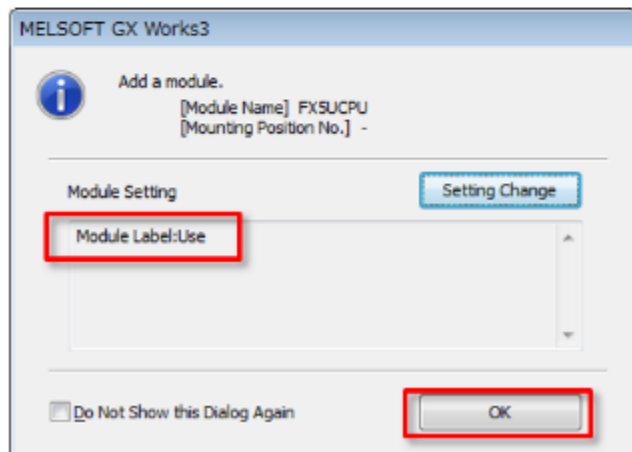 MELSOFT GX Works3
Add a module.
[Module Name] FX5UCPU
[Mounting Position No.] -
Module Setting
Setting Change
Module Label:Use
Do Not Show this Dialog Again
OK